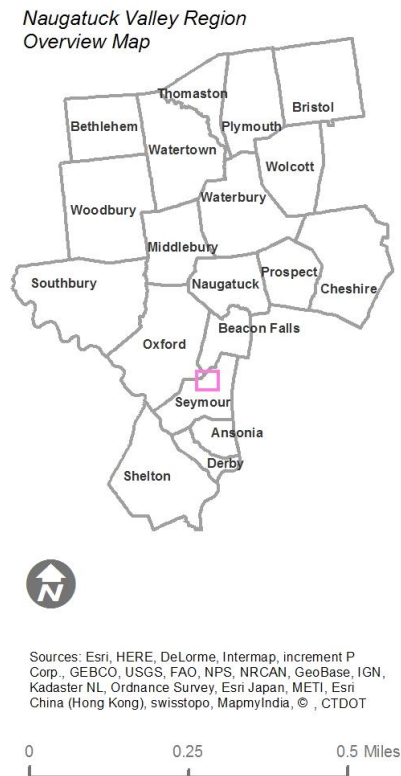 Naugatuck Valley Region
Overview Map
Thomaston
Bristol
Bethlehem
Plymouth
Watertown
Wolcott
Waterbury
Woodbury
Middlebury
Prospect
Southbury
Naugatuck
Cheshire
Beacon Falls
Oxford
Seymour
Ansonia
Derby
Shelton
N
Sources: Esri, HERE, DeLorme, Intermap, increment P
Corp., GEBCO, USGS, FAO, NPS, NRCAN, GeoBase, IGN,
Kadaster NL, Ordnance Survey, Esri Japan, METI, Esri
China (Hong Kong), swisstopo, MapmyIndia, © , CTDOT
0 0.25 0.5 Miles